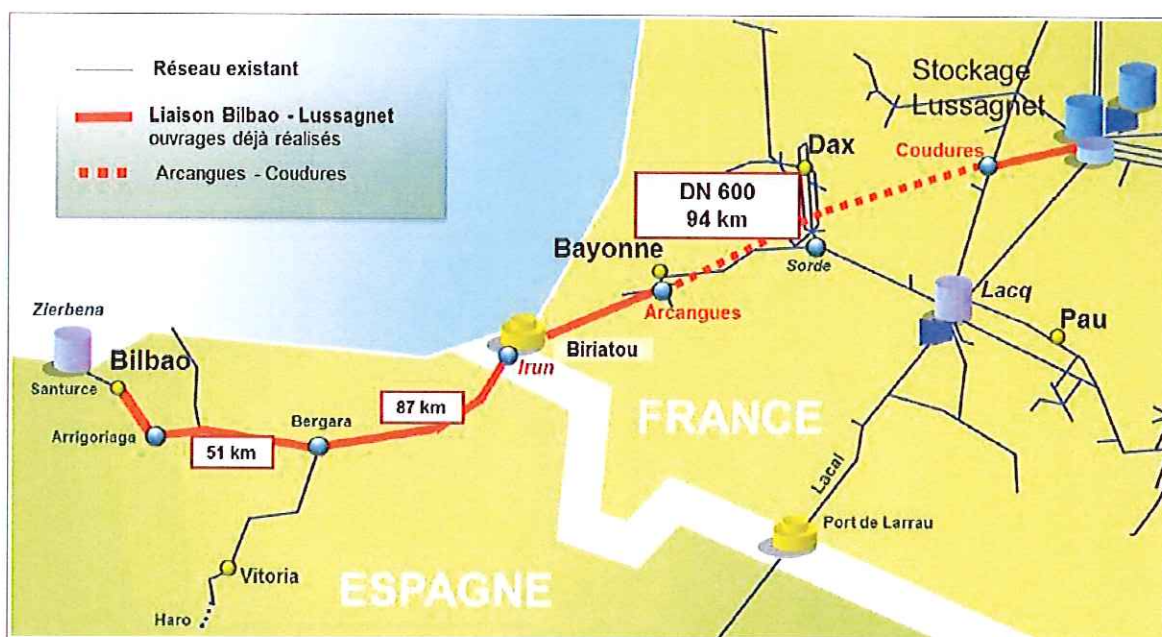 Réseau existant
Liaison Bilbao - Lussagnet
ouvrages déjà réalisés
Arcangues - Coudures
Stockage
Lussagnet
Dax
Coudures
DN 600
94 km
Bayonne
Sorde
Arcangues
Lacq
Pau
Zierbena
Bilbao
Santurce
Biriatou
Irun
87 km
Bergara
Arrigoriaga
51 km
FRANCE
Lacal
Port de Larrau
Vitoria
ESPAGNE
Haro